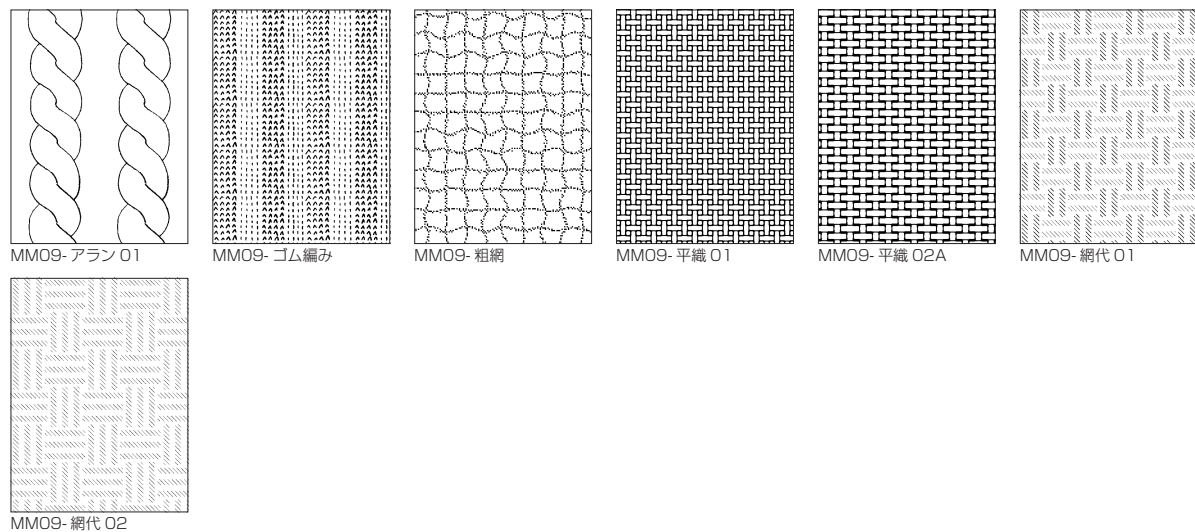 MM09- アラン 01
MM09- ゴム編み
MM09- 粗網
MM09- 平織 01
MM09- 平織 02A
MM09- 網代 01
MM09- 網代 02